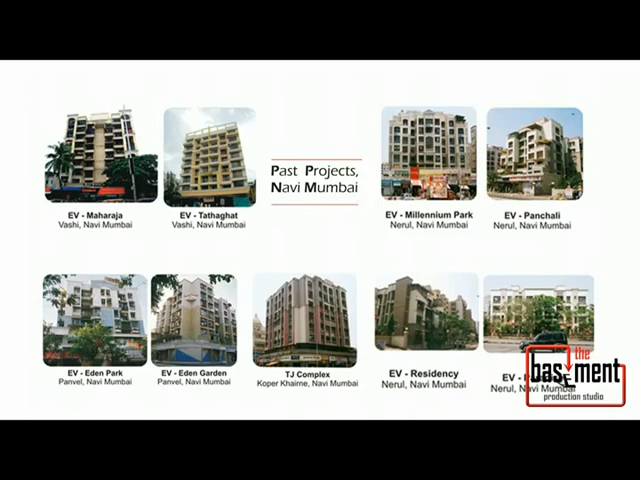 Past Projects,
Navi Mumbai
EV - Maharaja
Vashi, Navi Mumbai
EV - Tathaghat
Vashi, Navi Mumbai
EV - Millennium Park
Nerul, Navi Mumbai
EV - Panchali
Nerul, Navi Mumbai
EV - Eden Park
Panvel, Navi Mumbai
EV - Eden Garden
Panvel, Navi Mumbai
TJ Complex
Koper Khairne, Navi Mumbai
EV - Residency
Nerul, Navi Mumbai
EV -
Nerul, Navi Mumbai
the
basement
production studio